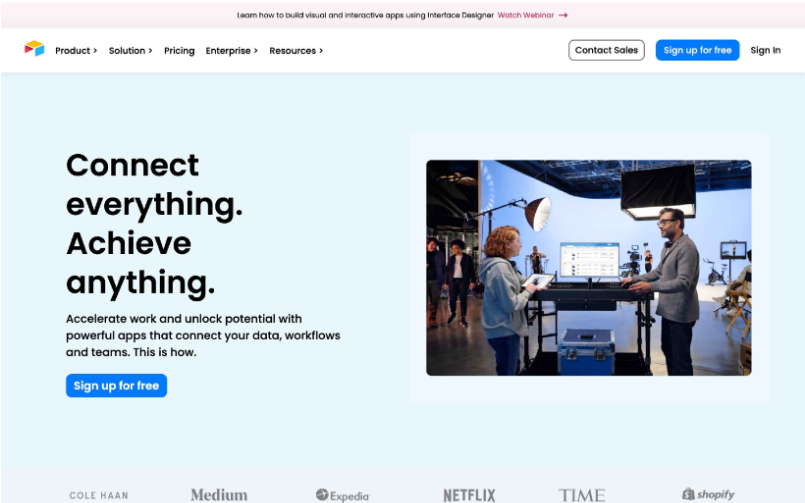 Learn how to build visual and interactive apps using Interface Designer Watch Webinar →
Product > Solution > Pricing Enterprise > Resources > Contact Sales Sign up for free Sign In
Connect
everything.
Achieve
anything.
Accelerate work and unlock potential with
powerful apps that connect your data, workflows
and teams. This is how.
Sign up for free
COLE HAAN Medium Expedia NETFLIX TIME shopify